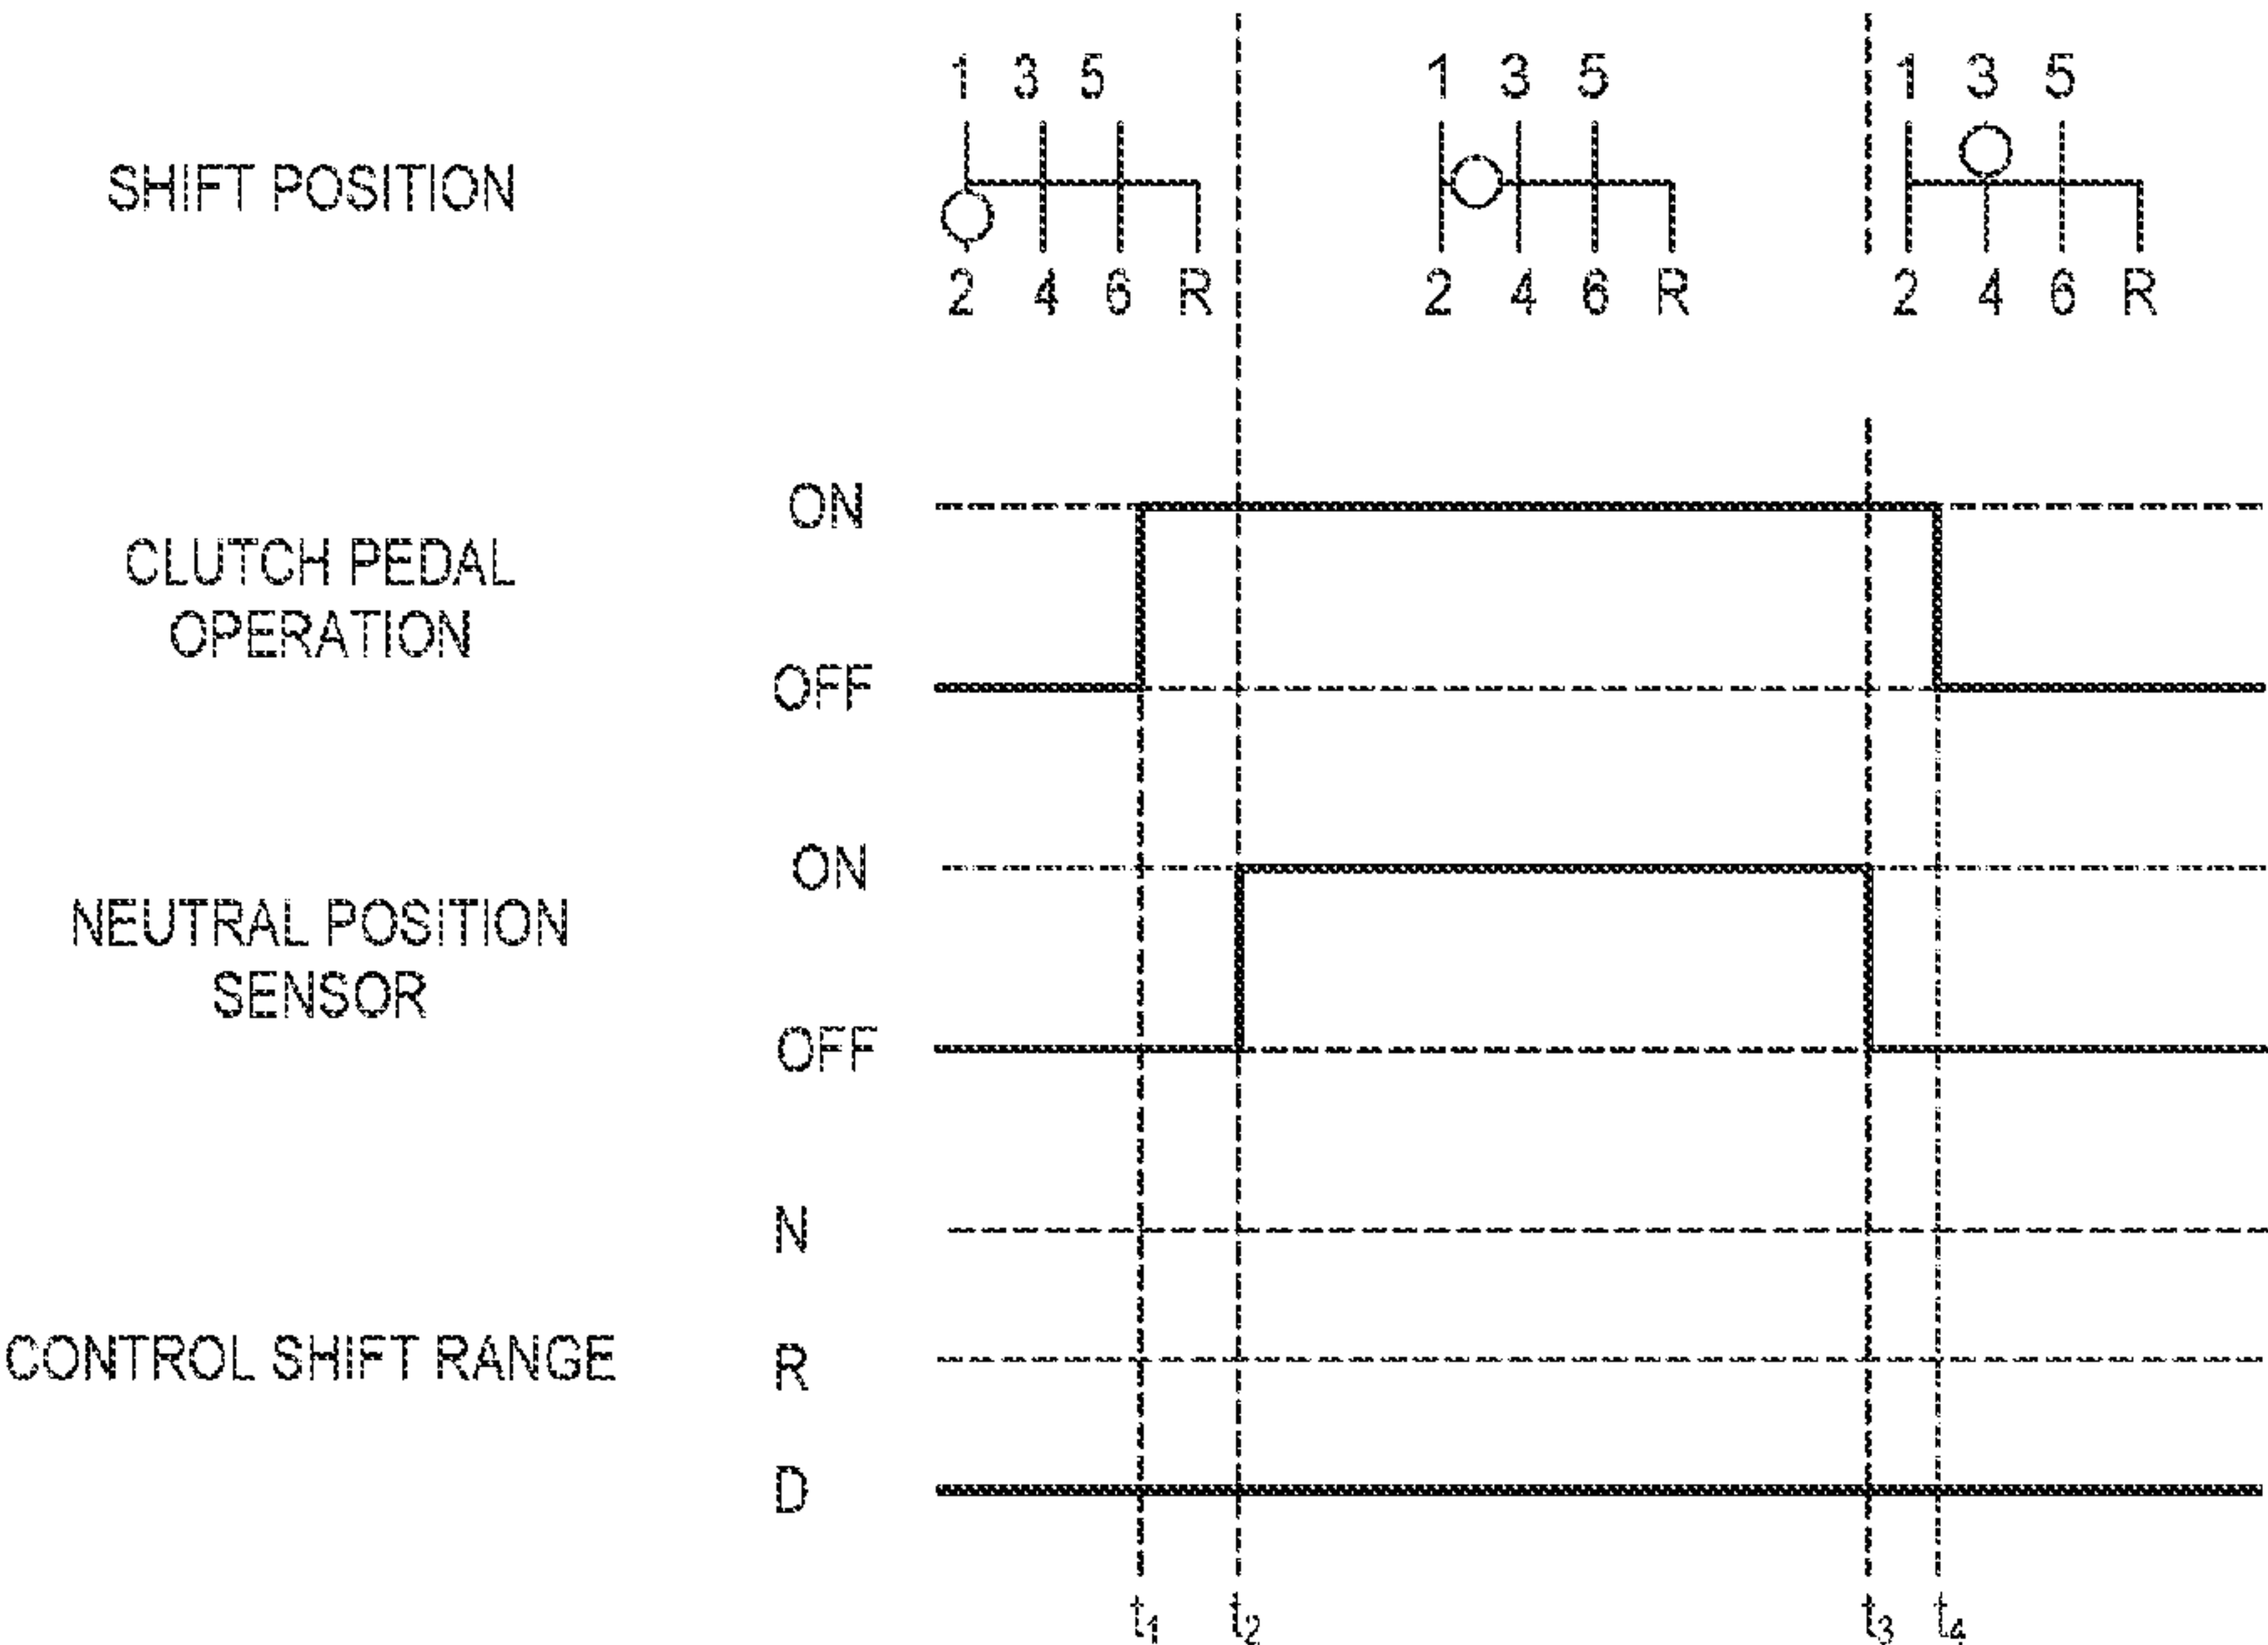 1 3 5
1 3 5
1 3 5
SHIFT POSITION
2 4 6 R
2 4 6 R
2 4 6 R
CLUTCH PEDAL
OPERATION
ON
OFF
NEUTRAL POSITION
SENSOR
ON
OFF
CONTROL SHIFT RANGE
N
R
D
t1 t2 t3 t4